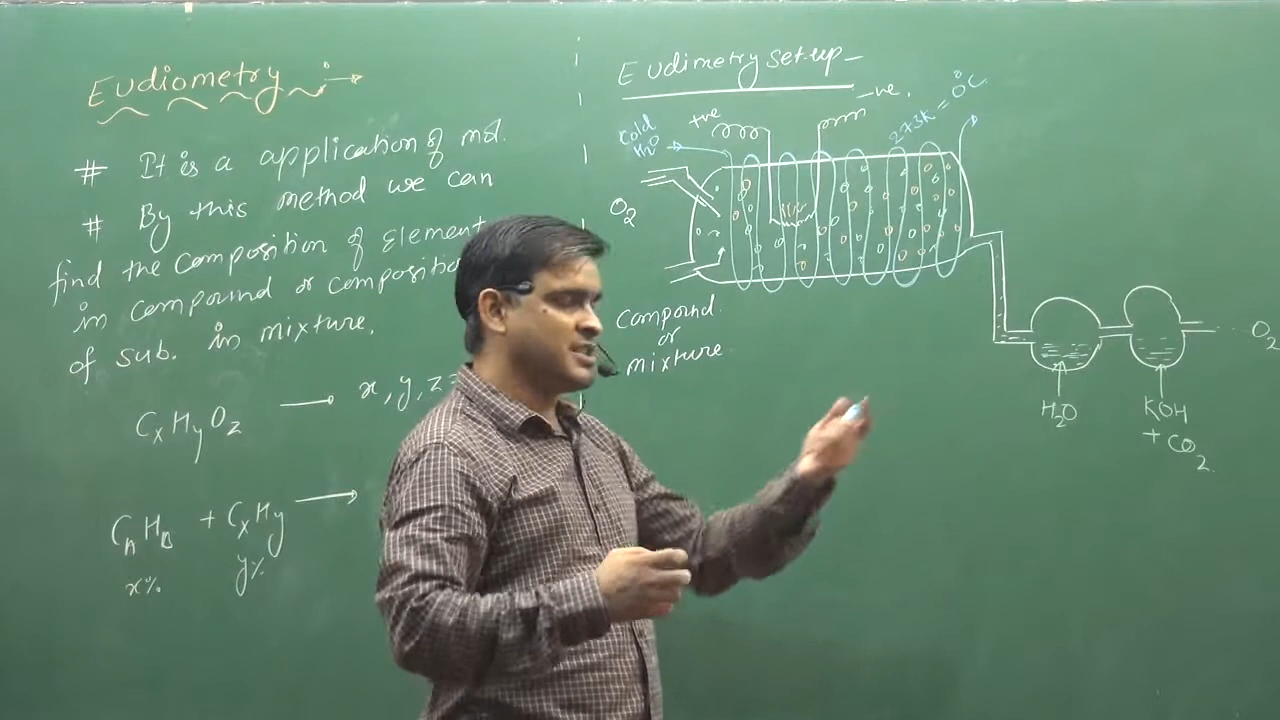 Eudiometry :→
# It is a application of mol.
# By this method we can
find the composition of Element
in compound or compositio
of sub. in mixture.
CxHyOz → x, y, z =
CAHB + CxHy →
x% y%
Eudimetry set-up
+ve
-ve.
Cold
H2O
273K = 0°C
O2
Compound
or
mixture
H2O
KOH
+ CO2
O2